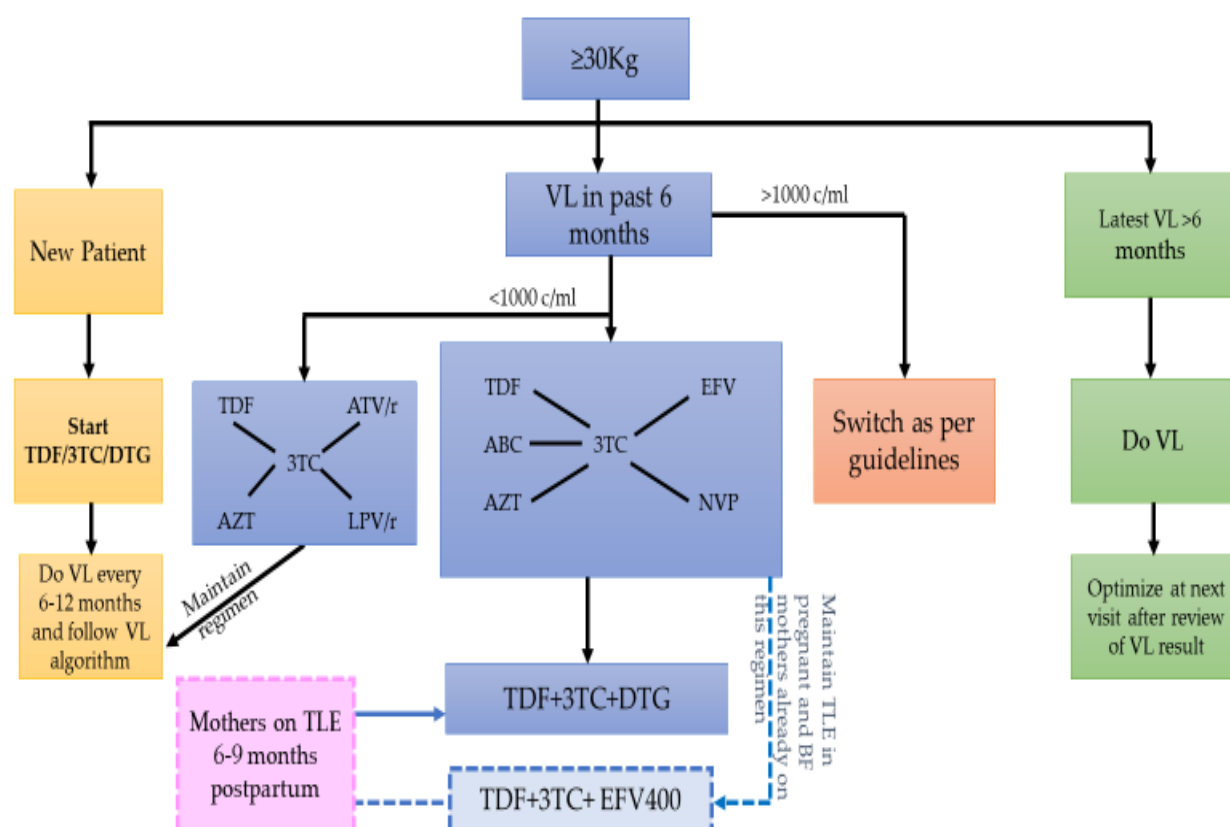 ≥30Kg
New Patient
Start
TDF/3TC/DTG
Do VL every
6-12 months
and follow VL
algorithm
VL in past 6
months
>1000 c/ml
<1000 c/ml
TDF
ATV/r
3TC
AZT
LPV/r
Maintain
regimen
TDF
EFV
ABC
3TC
AZT
NVP
Switch as per
guidelines
Latest VL >6
months
Do VL
Optimize at next
visit after review
of VL result
Maintain TLE in
pregnant and BF
mothers already on
this regimen
TDF+3TC+DTG
Mothers on TLE
6-9 months
postpartum
TDF+3TC+ EFV400